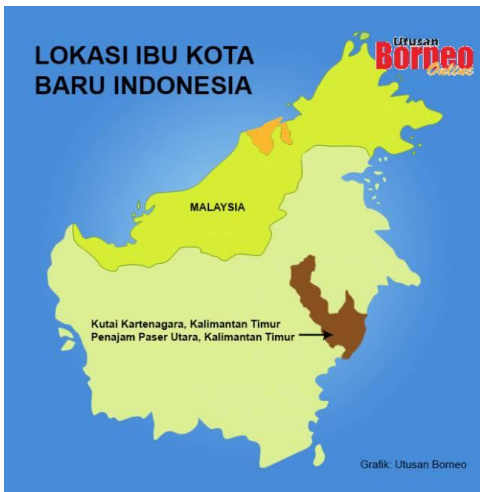 LOKASI IBU KOTA
BARU INDONESIA
Utusan
Borneo
Online
MALAYSIA
Kutai Kartenagara, Kalimantan Timur
Penajam Paser Utara, Kalimantan Timur
Grafik: Utusan Borneo